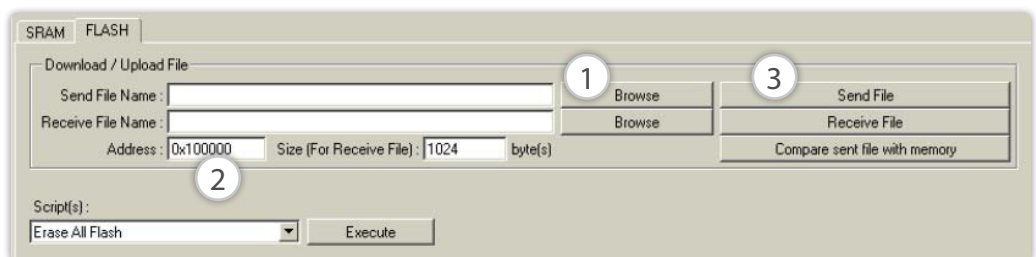 SRAM FLASH
Download / Upload File
1 3
Send File Name : Browse Send File
Receive File Name : Browse Receive File
Address : 0x100000 Size (For Receive File) : 1024 byte(s) Compare sent file with memory
2
Script(s) :
Erase All Flash Execute